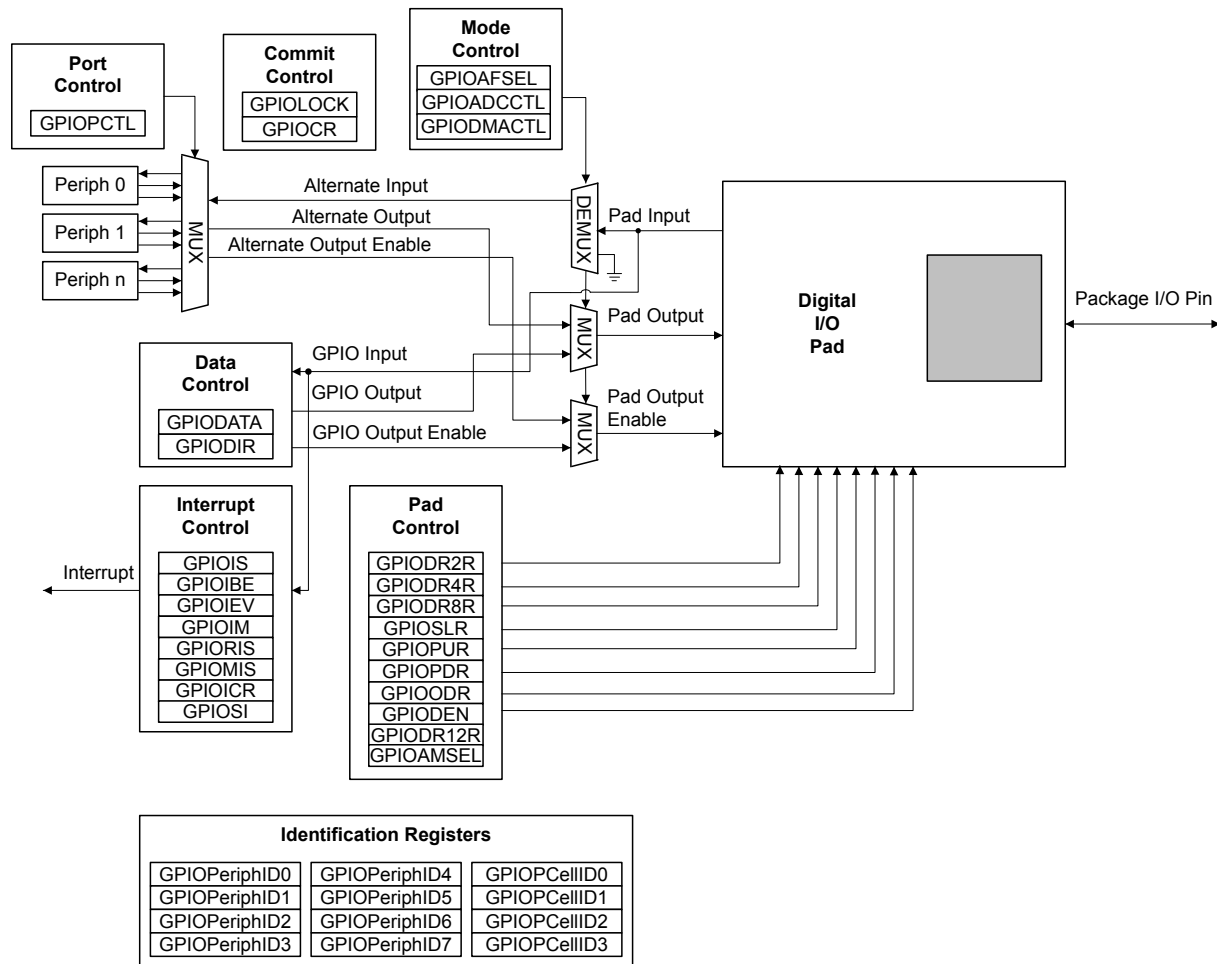 Port
Control
GPIOPCTL
Commit
Control
GPIOLOCK
GPIOCR
Mode
Control
GPIOAFSEL
GPIOADCCTL
GPIODMACTL
Periph 0
Periph 1
Periph n
MUX
Alternate Input
Alternate Output
Alternate Output Enable
DEMUX
Pad Input
MUX
Pad Output
MUX
Pad Output
Enable
Digital
I/O
Pad
Package I/O Pin
Data
Control
GPIODATA
GPIODIR
GPIO Input
GPIO Output
GPIO Output Enable
Interrupt
Interrupt
Control
GPIOIS
GPIOIBE
GPIOIEV
GPIOIM
GPIORIS
GPIOMIS
GPIOICR
GPIOSI
Pad
Control
GPIODR2R
GPIODR4R
GPIODR8R
GPIOSLR
GPIOPUR
GPIOPDR
GPIOODR
GPIODEN
GPIODR12R
GPIOAMSEL
Identification Registers
GPIOPeriphID0
GPIOPeriphID1
GPIOPeriphID2
GPIOPeriphID3
GPIOPeriphID4
GPIOPeriphID5
GPIOPeriphID6
GPIOPeriphID7
GPIOPCellID0
GPIOPCellID1
GPIOPCellID2
GPIOPCellID3